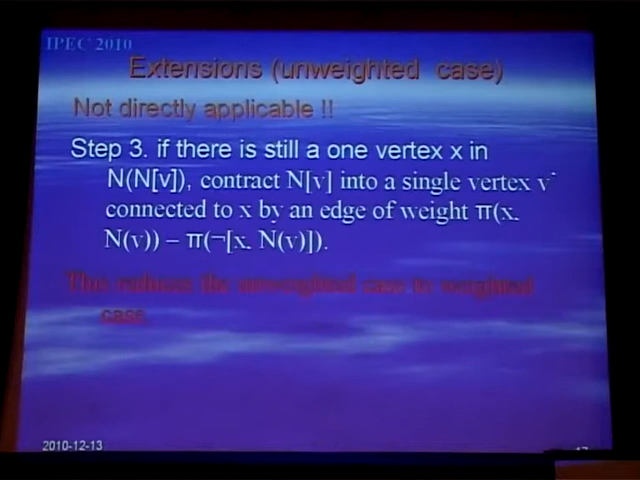 IPEC 2010
Extensions (unweighted case)
Not directly applicable !!
Step 3. if there is still a one vertex x in
N(N[v]), contract N[v] into a single vertex v'
connected to x by an edge of weight π(x,
N(v)) – π(¬[x, N(v)]).
This reduces the unweighted case to weighted
case.
2010-12-13
17